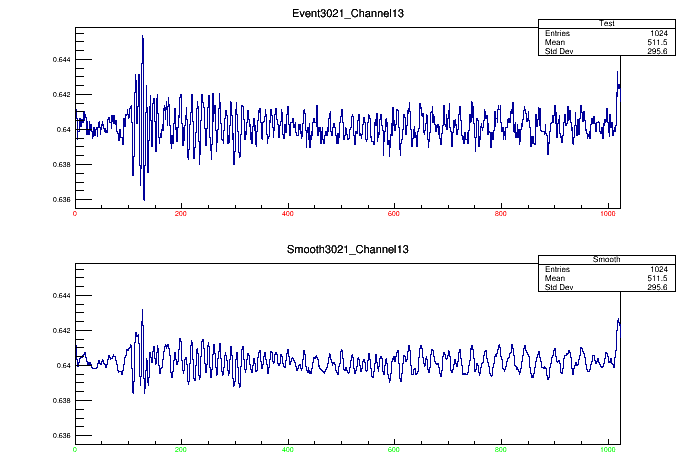 Event3021_Channel13
Test
Entries 1024
Mean 511.5
Std Dev 295.6
0.644
0.642
0.64
0.638
0.636
0 200 400 600 800 1000
Smooth3021_Channel13
Smooth
Entries 1024
Mean 511.5
Std Dev 295.6
0.644
0.642
0.64
0.638
0.636
0 200 400 600 800 1000